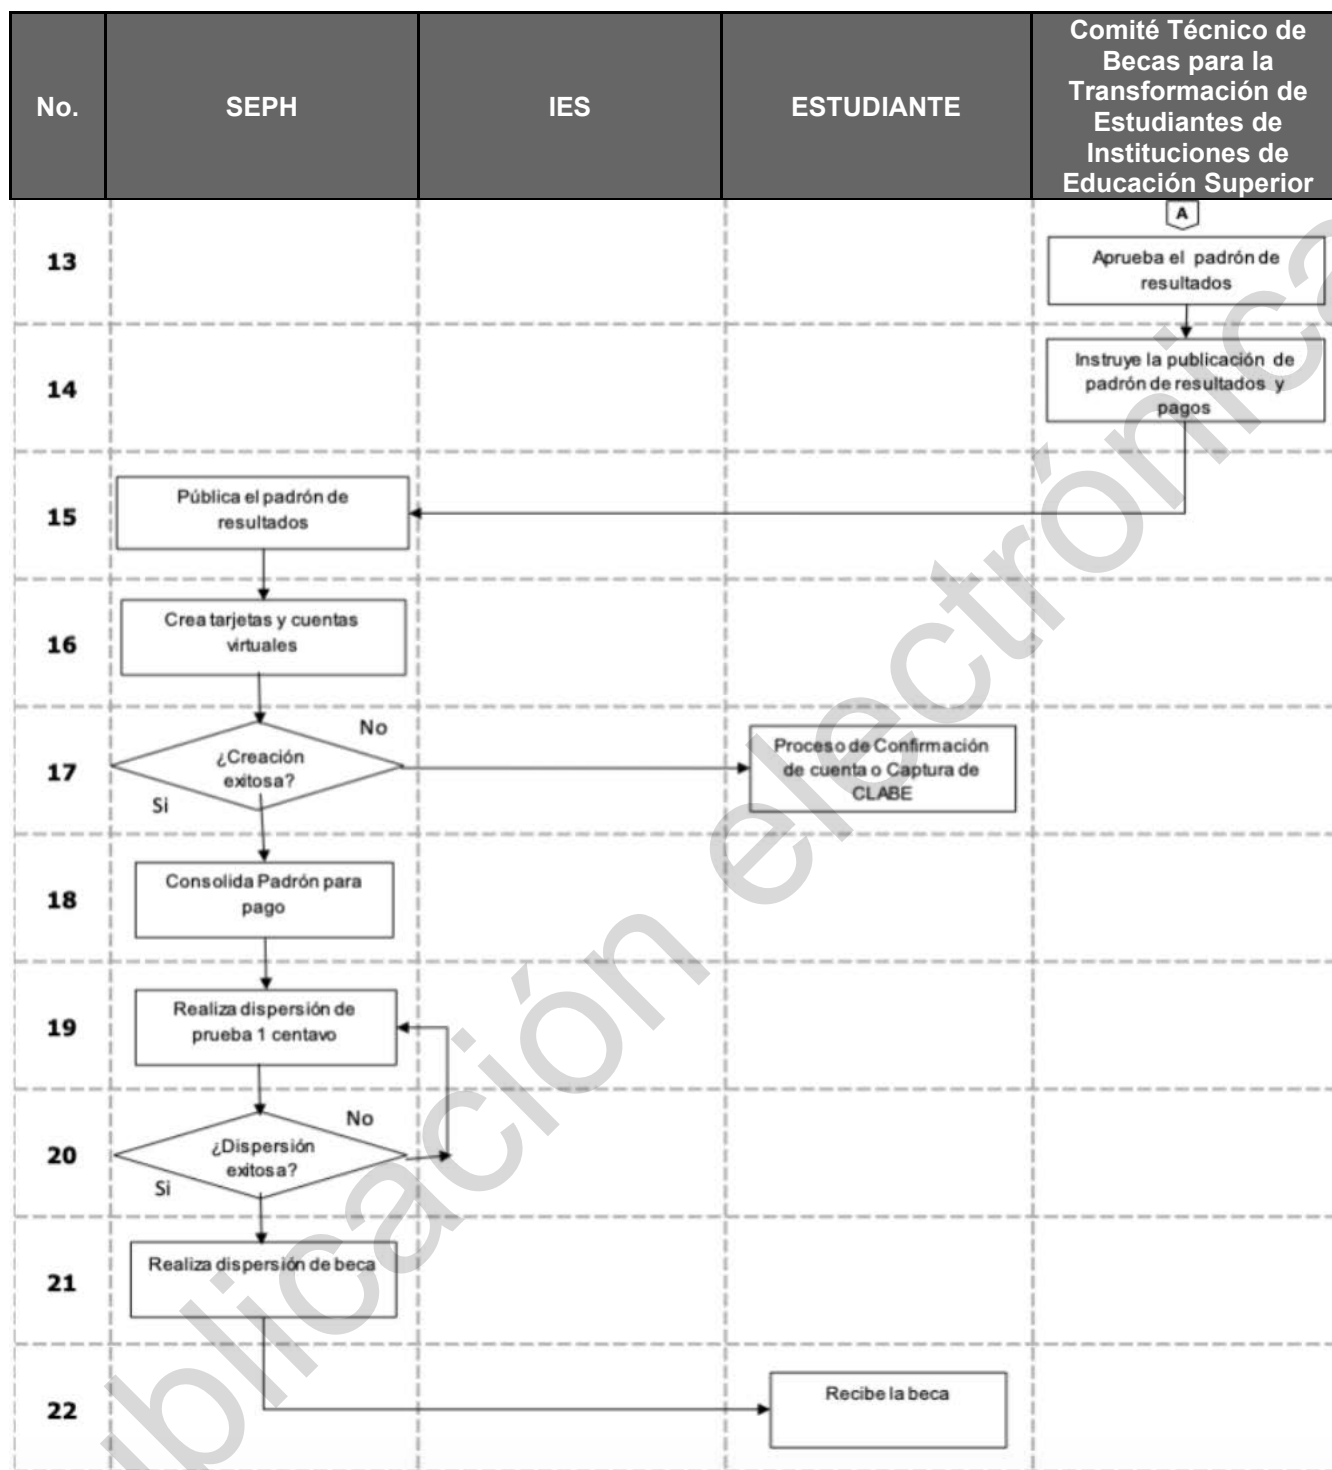 No.
SEPH
IES
ESTUDIANTE
Comité Técnico de
Becas para la
Transformación de
Estudiantes de
Instituciones de
Educación Superior
A
13
Aprueba el padrón de
resultados
14
Instruye la publicación de
padrón de resultados y
pagos
15
Pública el padrón de
resultados
16
Crea tarjetas y cuentas
virtuales
17
¿Creación
exitosa?
No
Si
Proceso de Confirmación
de cuenta o Captura de
CLABE
18
Consolida Padrón para
pago
19
Realiza dispersión de
prueba 1 centavo
20
¿Dispersión
exitosa?
No
Si
21
Realiza dispersión de beca
22
Recibe la beca
ublicación electrónica